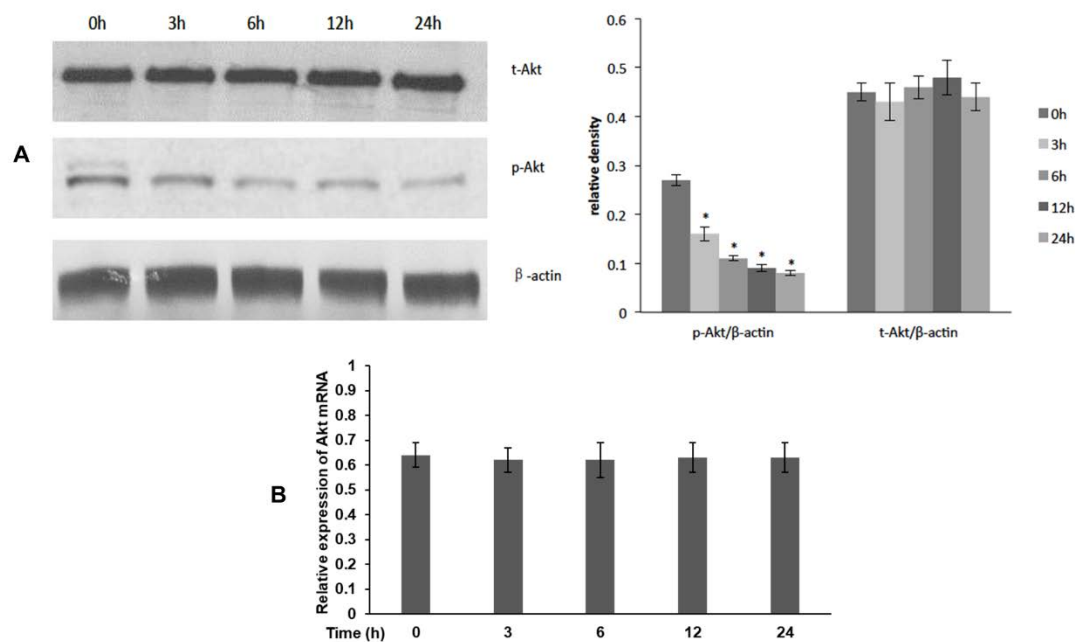 0h 3h 6h 12h 24h
A
t-Akt
p-Akt
β-actin
relative density
0.6
0.5
0.4
0.3
0.2
0.1
0
* * * *
p-Akt/β-actin t-Akt/β-actin
0h
3h
6h
12h
24h
B
Relative expression of Akt mRNA
1
0.9
0.8
0.7
0.6
0.5
0.4
0.3
0.2
0.1
0
Time (h) 0 3 6 12 24